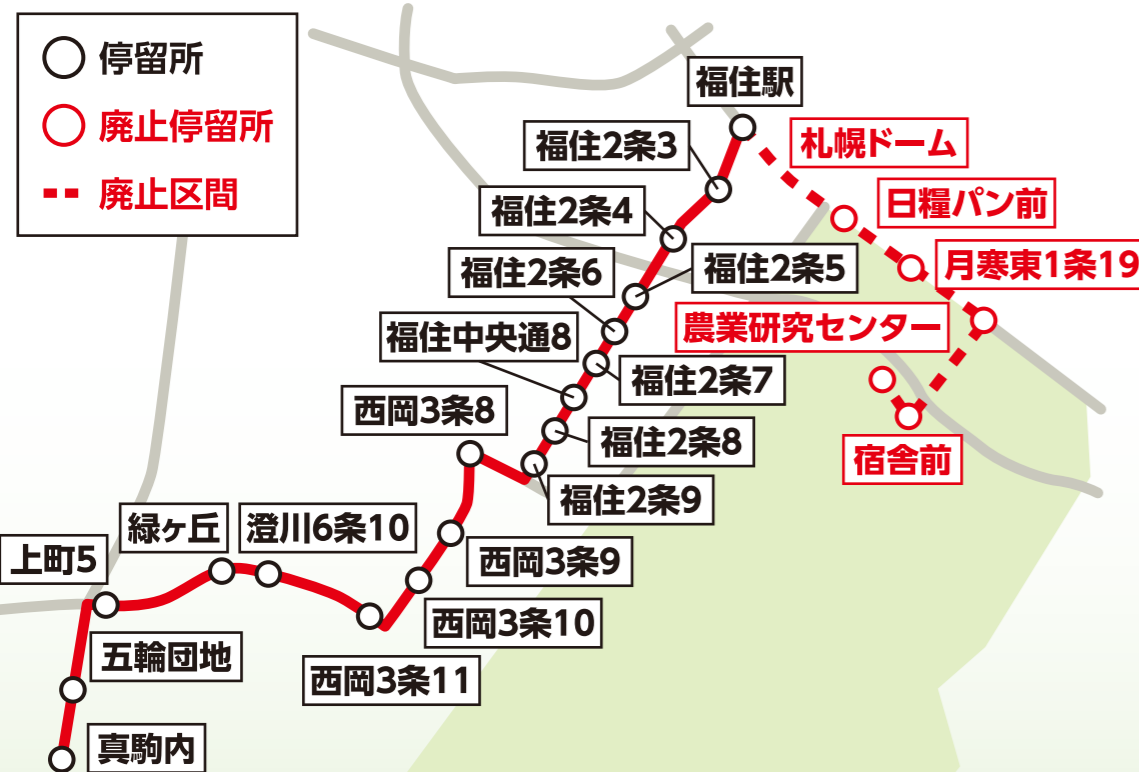 停留所
廃止停留所
廃止区間
福住駅
福住2条3
札幌ドーム
福住2条4
日糧パン前
福住2条6
福住2条5
月寒東1条19
福住中央通8
農業研究センター
福住2条7
西岡3条8
福住2条8
宿舎前
福住2条9
緑ヶ丘
澄川6条10
上町5
西岡3条9
西岡3条10
五輪団地
西岡3条11
真駒内